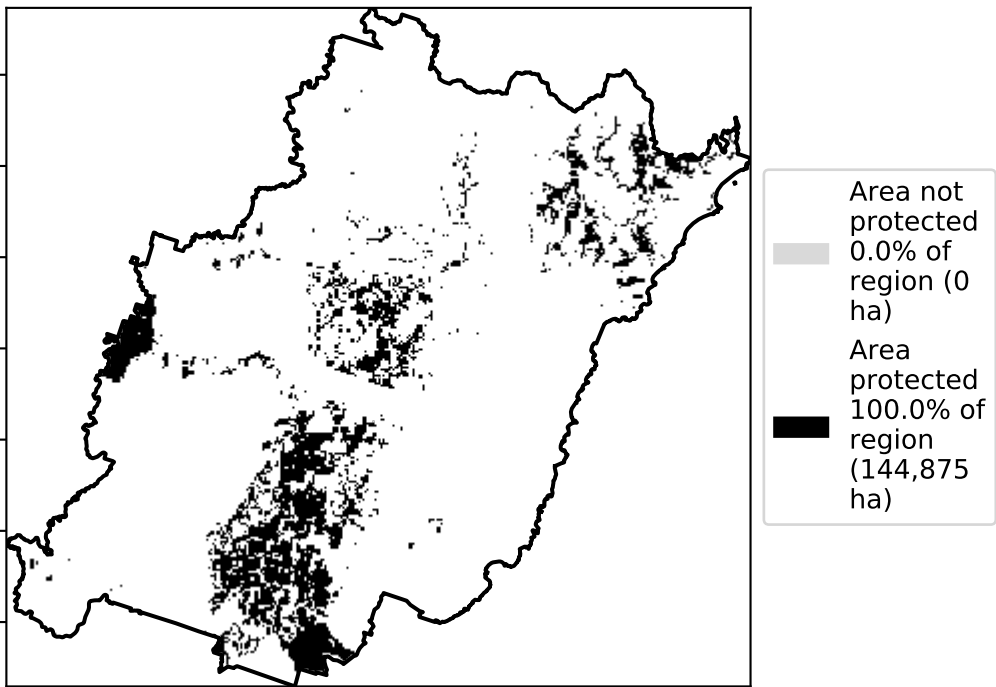 Area not
protected
0.0% of
region (0
ha)
Area
protected
100.0% of
region
(144,875
ha)